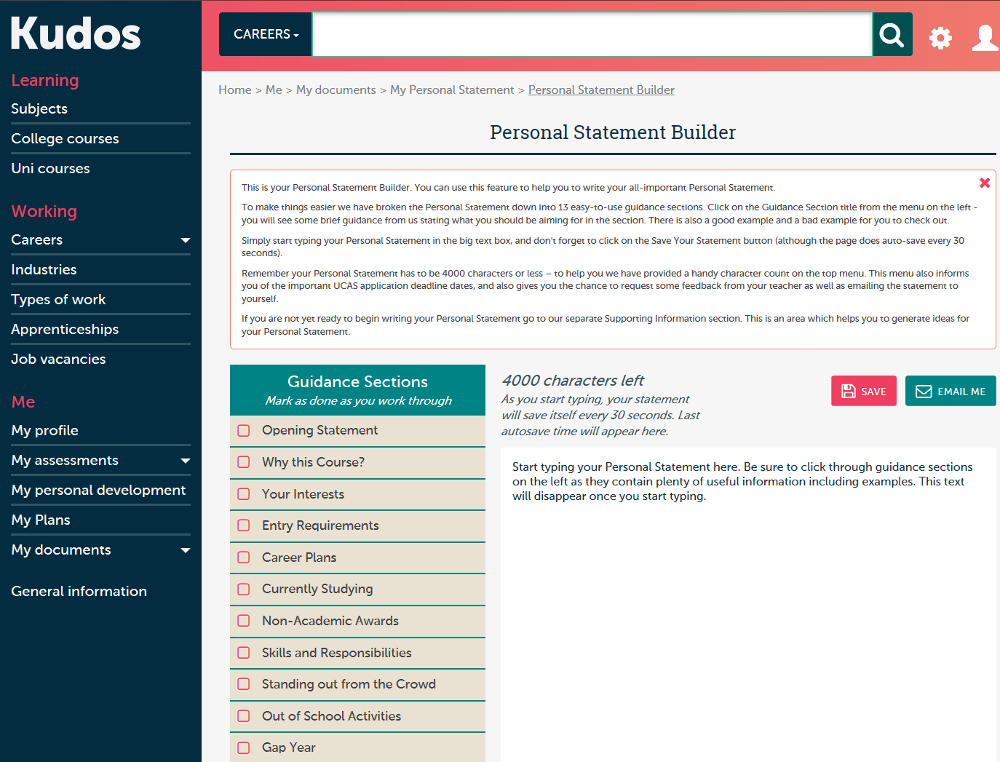 Kudos
Learning
Subjects
College courses
Uni courses
Working
Careers
Industries
Types of work
Apprenticeships
Job vacancies
Me
My profile
My assessments
My personal development
My Plans
My documents
General information
CAREERS
Home > Me > My documents > My Personal Statement > Personal Statement Builder
Personal Statement Builder
This is your Personal Statement Builder. You can use this feature to help you to write your all-important Personal Statement.
To make things easier we have broken the Personal Statement down into 13 easy-to-use guidance sections. Click on the Guidance Section title from the menu on the left -
you will see some brief guidance from us stating what you should be aiming for in the section. There is also a good example and a bad example for you to check out.
Simply start typing your Personal Statement in the big text box, and don't forget to click on the Save Your Statement button (although the page does auto-save every 30
seconds).
Remember your Personal Statement has to be 4000 characters or less – to help you we have provided a handy character count on the top menu. This menu also informs
you of the important UCAS application deadline dates, and also gives you the chance to request some feedback from your teacher as well as emailing the statement to
yourself.
If you are not yet ready to begin writing your Personal Statement go to our separate Supporting Information section. This is an area which helps you to generate ideas for
your Personal Statement.
Guidance Sections
Mark as done as you work through
Opening Statement
Why this Course?
Your Interests
Entry Requirements
Career Plans
Currently Studying
Non-Academic Awards
Skills and Responsibilities
Standing out from the Crowd
Out of School Activities
Gap Year
4000 characters left
As you start typing, your statement
will save itself every 30 seconds. Last
autosave time will appear here.
SAVE
EMAIL ME
Start typing your Personal Statement here. Be sure to click through guidance sections
on the left as they contain plenty of useful information including examples. This text
will disappear once you start typing.